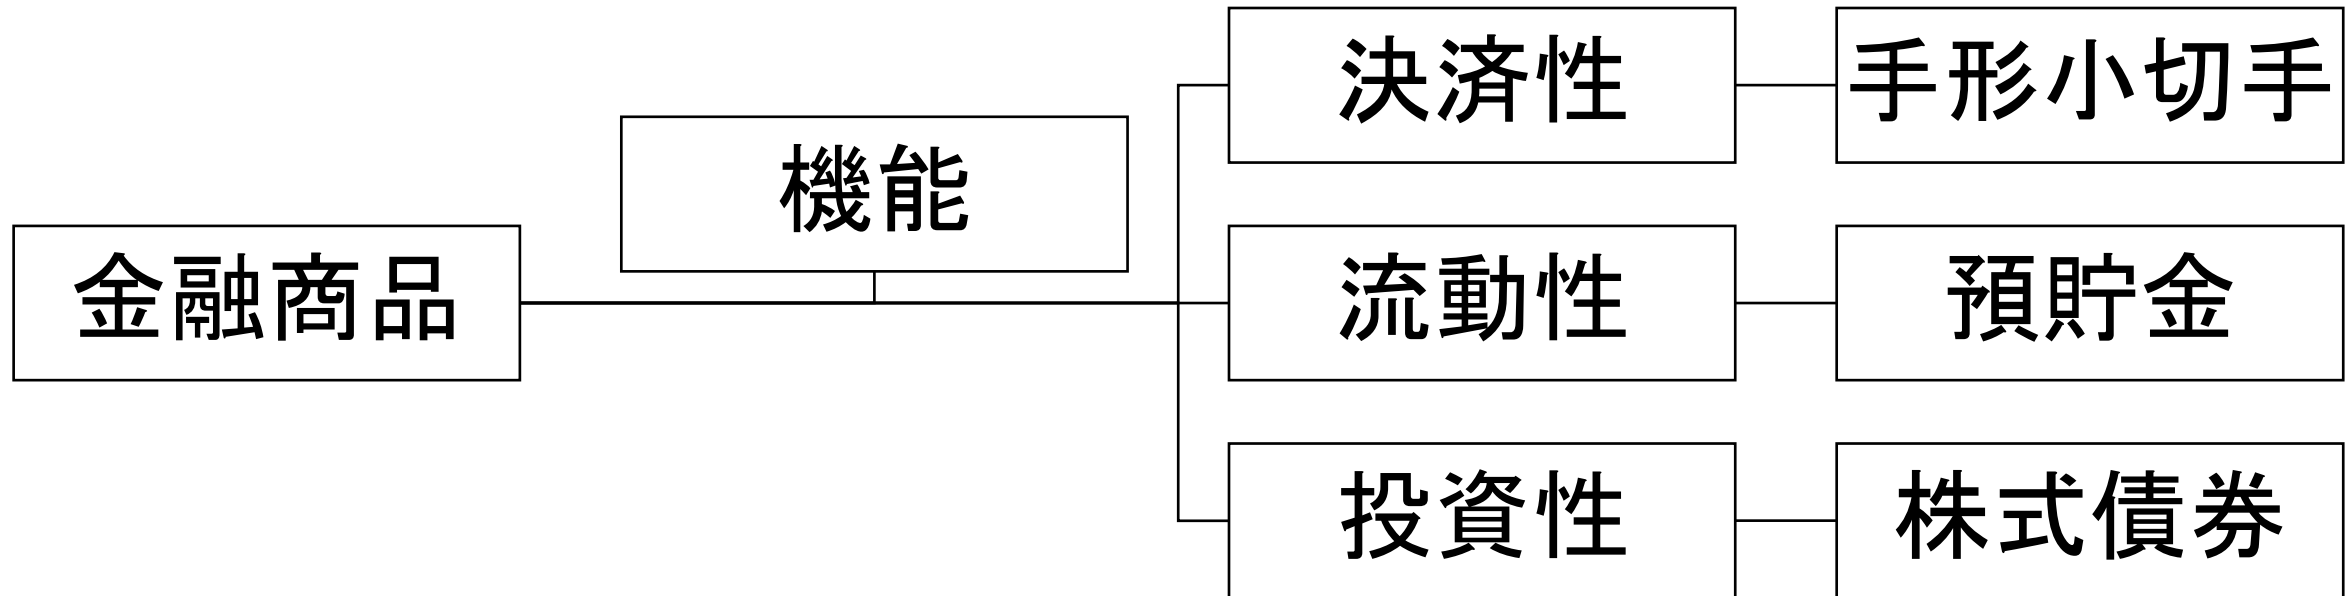 金融商品
機能
決済性
手形小切手
流動性
預貯金
投資性
株式債券